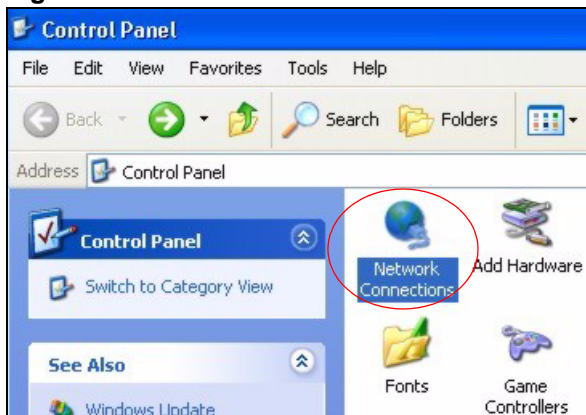 Control Panel
File Edit View Favorites Tools Help
Back Search Folders
Address Control Panel
Control Panel
Switch to Category View
See Also
Windows Update
Network Connections
Add Hardware
Fonts
Game Controllers